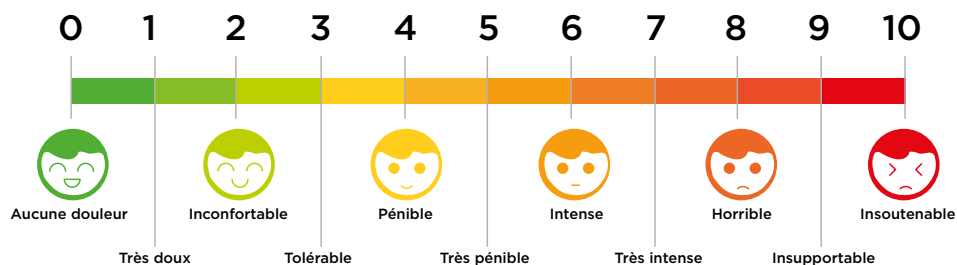 0 1 2 3 4 5 6 7 8 9 10
Aucune douleur Inconfortable Pénible Intense Horrible Insoutenable
Très doux Tolérable Très pénible Très intense Insupportable